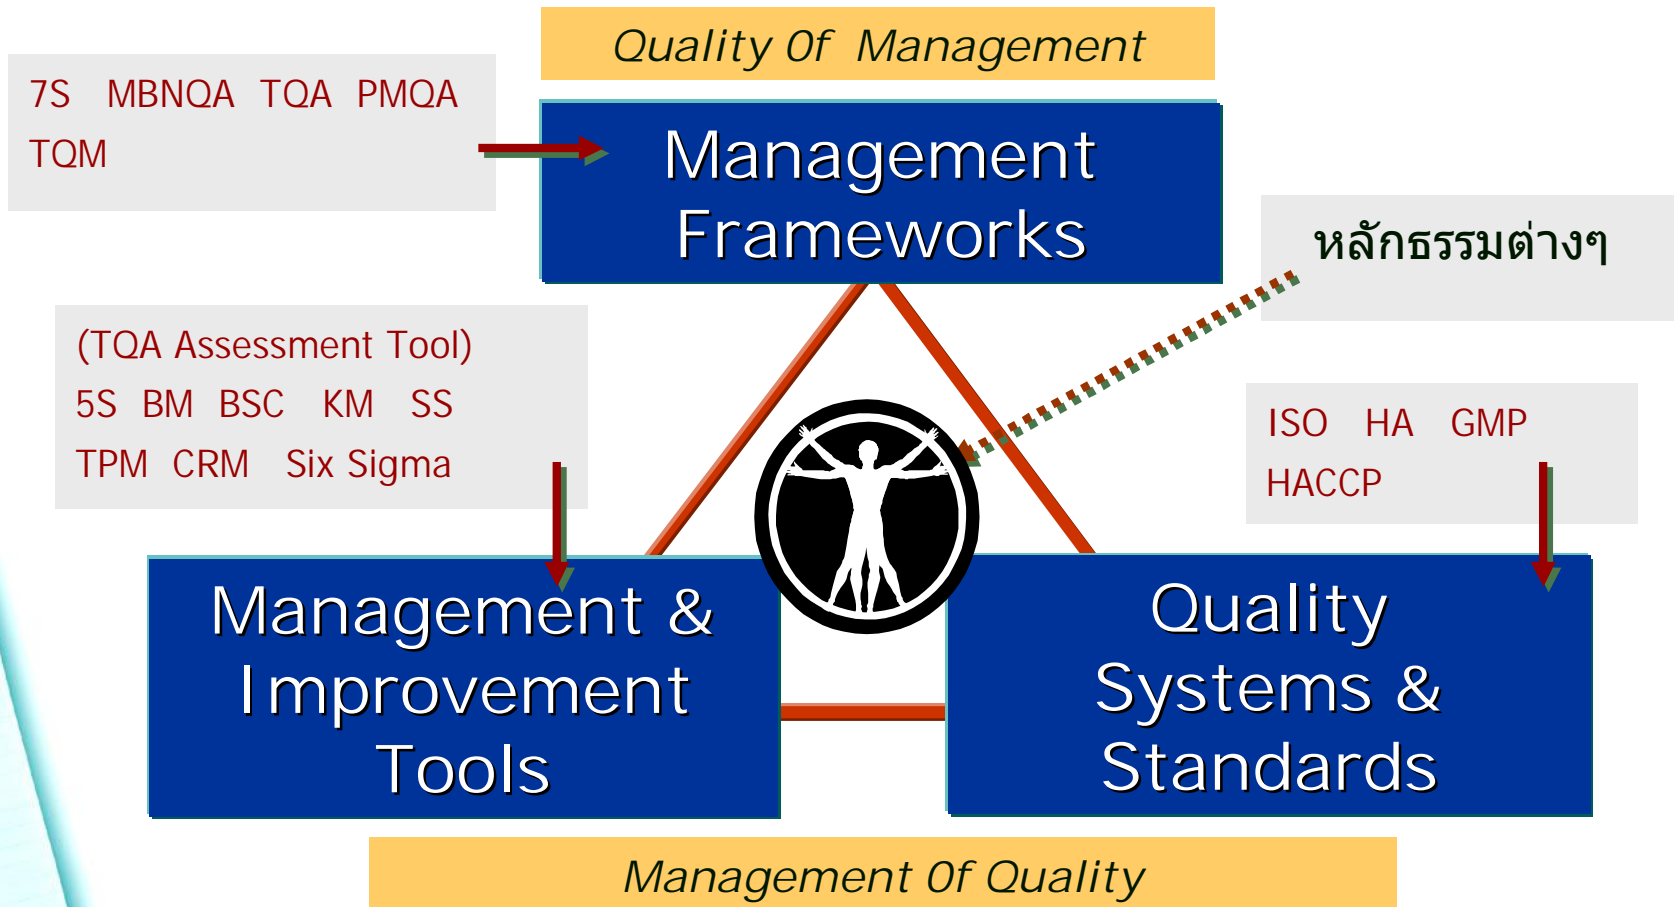 Quality Of Management
7S MBNQA TQA PMQA
TQM
Management
Frameworks
หลักธรรมต่างๆ
(TQA Assessment Tool)
5S BM BSC KM SS
TPM CRM Six Sigma
ISO HA GMP
HACCP
Management &
Improvement
Tools
Quality
Systems &
Standards
Management Of Quality